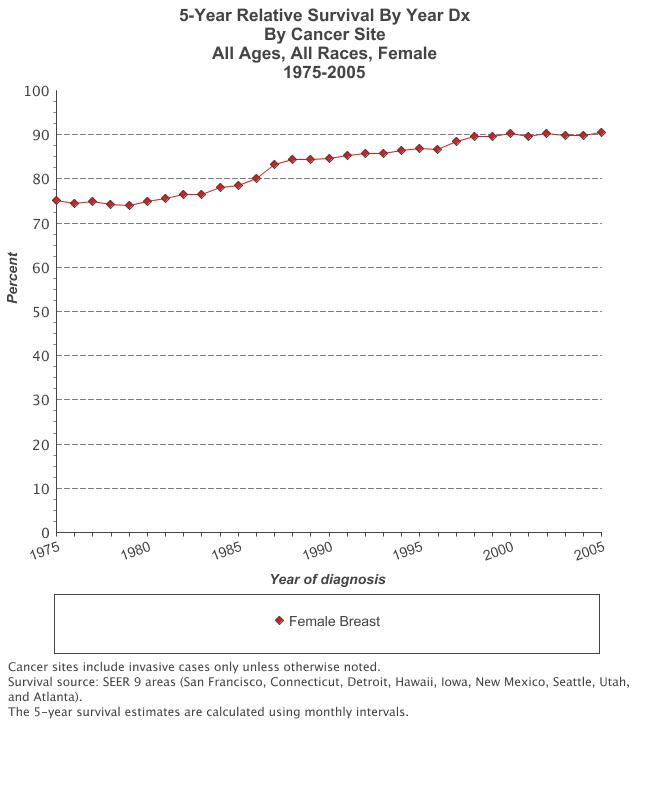 5-Year Relative Survival By Year Dx
By Cancer Site
All Ages, All Races, Female
1975-2005
100
90
80
70
60
50
40
30
20
10
0
Percent
1975 1980 1985 1990 1995 2000 2005
Year of diagnosis
Female Breast
Cancer sites include invasive cases only unless otherwise noted.
Survival source: SEER 9 areas (San Francisco, Connecticut, Detroit, Hawaii, Iowa, New Mexico, Seattle, Utah,
and Atlanta).
The 5-year survival estimates are calculated using monthly intervals.